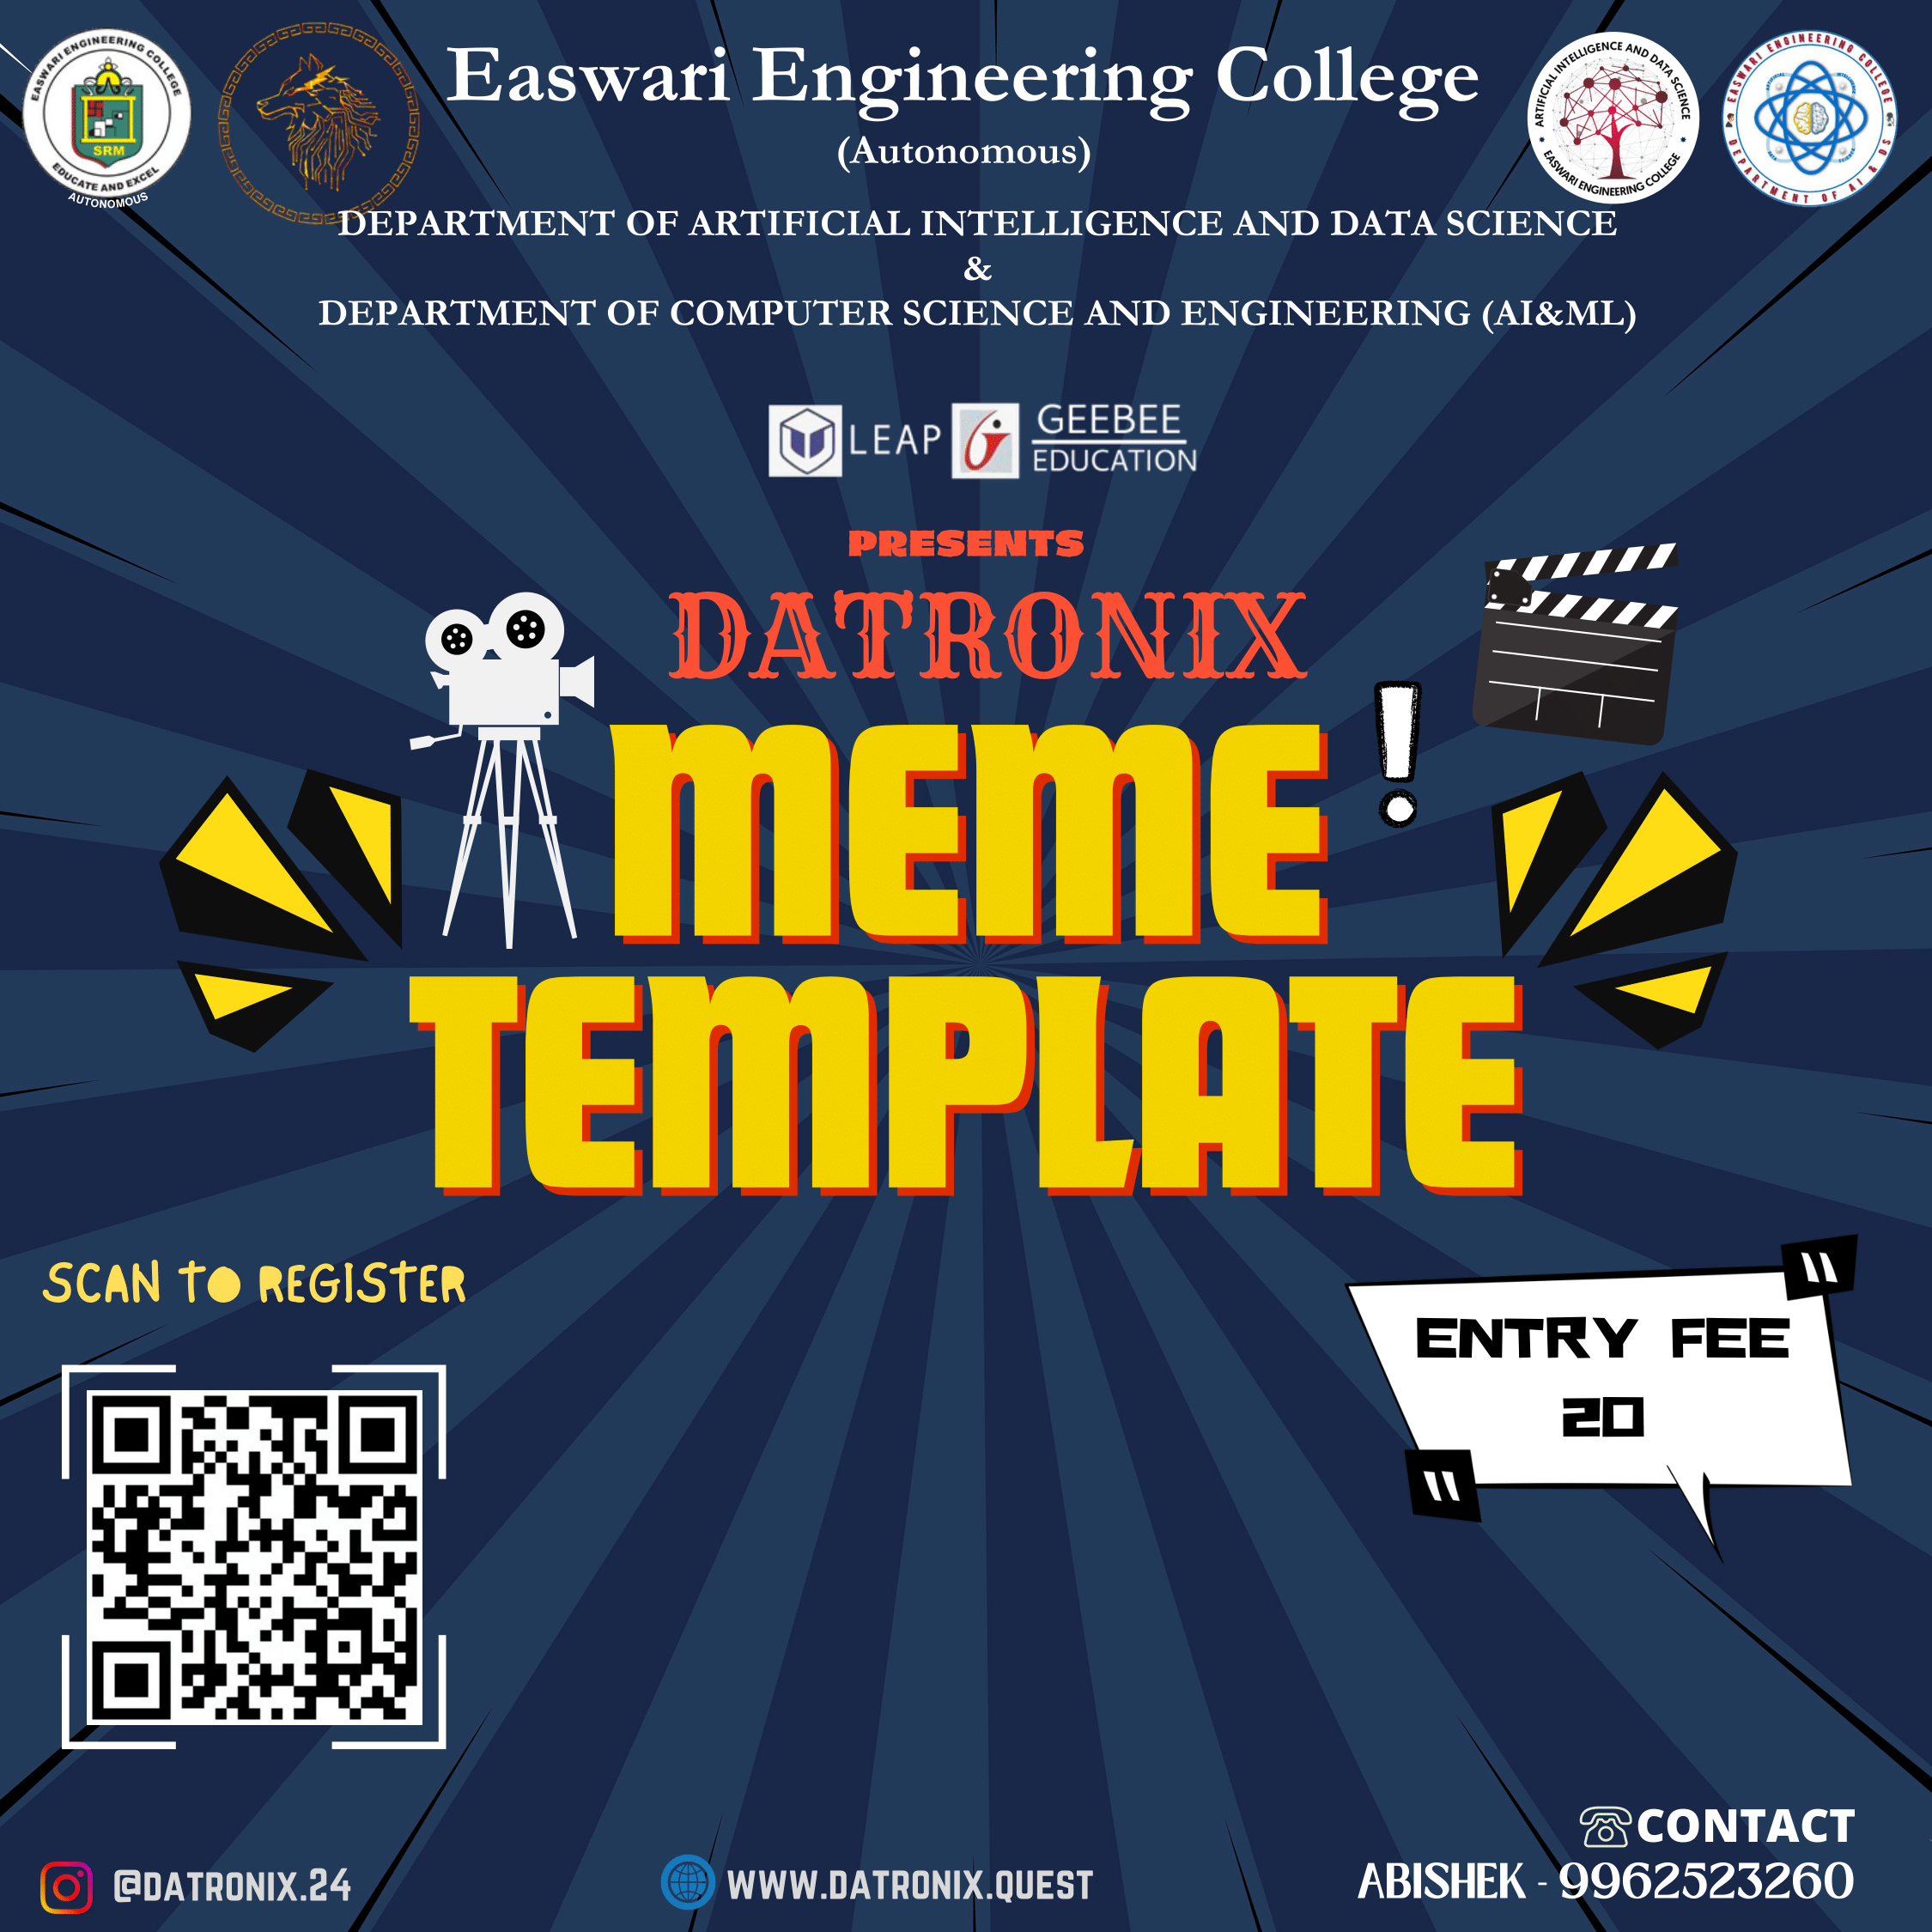 EASWARI ENGINEERING COLLEGE
SRM
EDUCATE AND EXCEL
AUTONOMOUS
Easwari Engineering College
(Autonomous)
ARTIFICIAL INTELLIGENCE AND DATA SCIENCE
EASWARI ENGINEERING COLLEGE
EASWARI ENGINEERING COLLEGE
DEPARTMENT OF AI & DS
DEPARTMENT OF ARTIFICIAL INTELLIGENCE AND DATA SCIENCE
&
DEPARTMENT OF COMPUTER SCIENCE AND ENGINEERING (AI&ML)
LEAP
GEEBEE
EDUCATION
PRESENTS
DATRONIX
MEME!
TEMPLATE
SCAN TO REGISTER
"
ENTRY FEE
20
"
CONTACT
ABISHEK - 9962523260
@DATRONIX.24
WWW.DATRONIX.QUEST